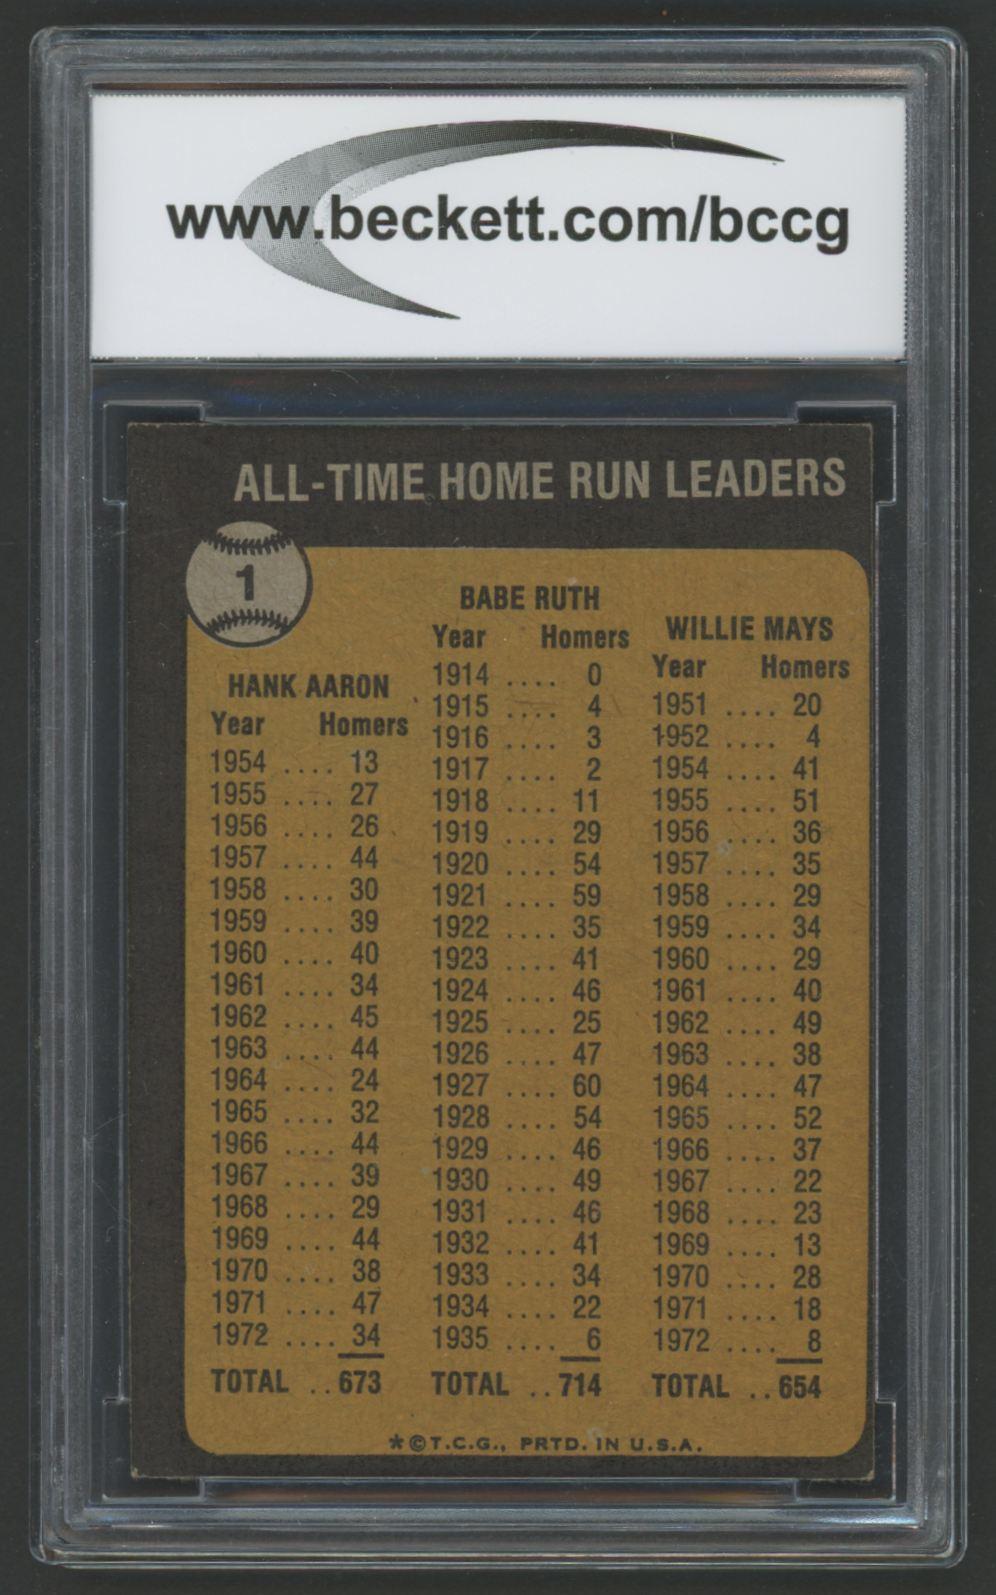 www.beckett.com/bccg
ALL-TIME HOME RUN LEADERS
1
HANK AARON
Year Homers
1954 .... 13
1955 .... 27
1956 .... 26
1957 .... 44
1958 .... 30
1959 .... 39
1960 .... 40
1961 .... 34
1962 .... 45
1963 .... 44
1964 .... 24
1965 .... 32
1966 .... 44
1967 .... 39
1968 .... 29
1969 .... 44
1970 .... 38
1971 .... 47
1972 .... 34
TOTAL ..673
BABE RUTH
Year Homers
1914 .... 0
1915 .... 4
1916 .... 3
1917 .... 2
1918 .... 11
1919 .... 29
1920 .... 54
1921 .... 59
1922 .... 35
1923 .... 41
1924 .... 46
1925 .... 25
1926 .... 47
1927 .... 60
1928 .... 54
1929 .... 46
1930 .... 49
1931 .... 46
1932 .... 41
1933 .... 34
1934 .... 22
1935 .... 6
TOTAL ..714
WILLIE MAYS
Year Homers
1951 .... 20
1952 .... 4
1954 .... 41
1955 .... 51
1956 .... 36
1957 .... 35
1958 .... 29
1959 .... 34
1960 .... 29
1961 .... 40
1962 .... 49
1963 .... 38
1964 .... 47
1965 .... 52
1966 .... 37
1967 .... 22
1968 .... 23
1969 .... 13
1970 .... 28
1971 .... 18
1972 .... 8
TOTAL ..654
*©T.C.G., PRTD. IN U.S.A.